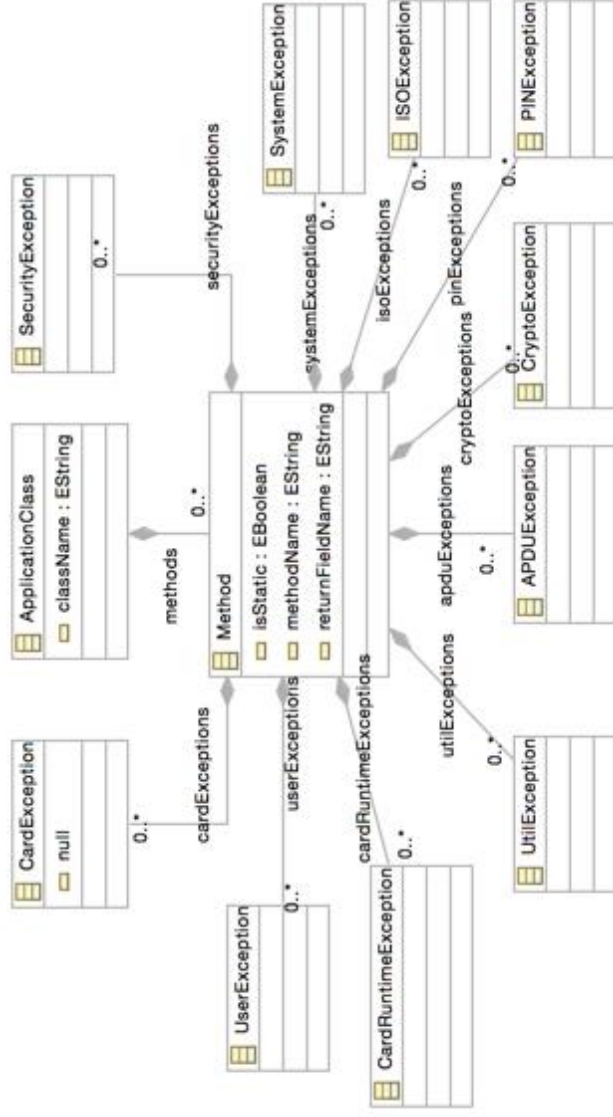 CardException
null
0..*
cardExceptions
ApplicationClass
className : EString
methods
0..*
SecurityException
0..*
securityExceptions
UserException
0..*
userExceptions
Method
isStatic : EBoolean
methodName : EString
returnFieldName : EString
SystemException
0..*
systemExceptions
CardRuntimeException
0..*
cardRuntimeExceptions
ISOException
0..*
isoExceptions
UtilException
0..*
utilExceptions
APDUException
0..*
apduExceptions
CryptoException
0..*
cryptoExceptions
PINException
0..*
pinExceptions